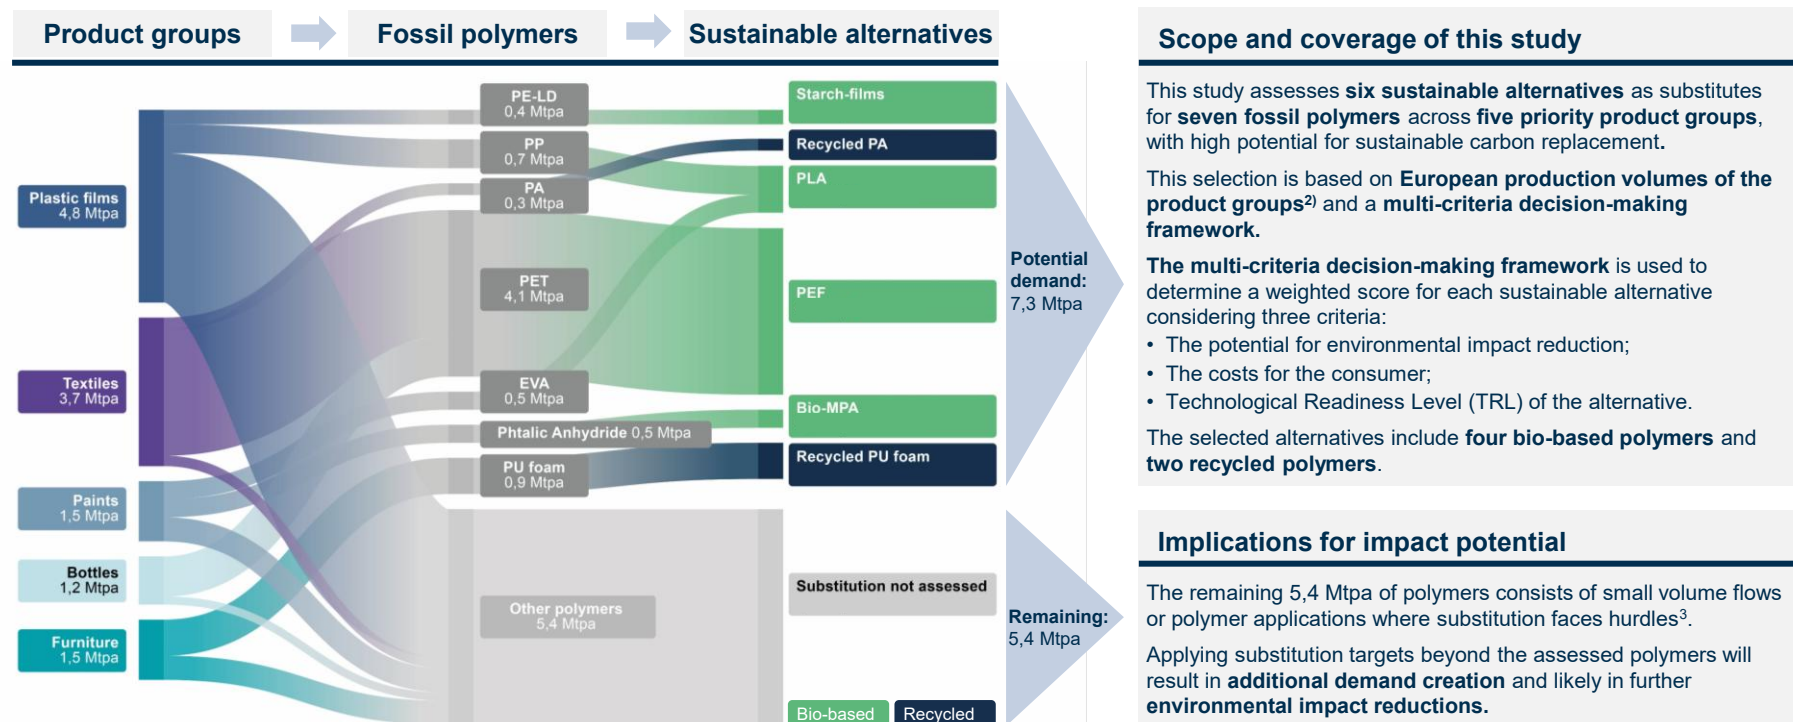 Product groups
Fossil polymers
Sustainable alternatives
Plastic films
4,8 Mtpa
Textiles
3,7 Mtpa
Paints
1,5 Mtpa
Bottles
1,2 Mtpa
Furniture
1,5 Mtpa
PE-LD
0,4 Mtpa
PP
0,7 Mtpa
PA
0,3 Mtpa
PET
4,1 Mtpa
EVA
0,5 Mtpa
Phtalic Anhydride 0,5 Mtpa
PU foam
0,9 Mtpa
Other polymers
5,4 Mtpa
Starch-films
Recycled PA
PLA
PEF
Bio-MPA
Recycled PU foam
Substitution not assessed
Bio-based
Recycled
Potential
demand:
7,3 Mtpa
Remaining:
5,4 Mtpa
Scope and coverage of this study
This study assesses six sustainable alternatives as substitutes
for seven fossil polymers across five priority product groups,
with high potential for sustainable carbon replacement.
This selection is based on European production volumes of the
product groups²⁾ and a multi-criteria decision-making
framework.
The multi-criteria decision-making framework is used to
determine a weighted score for each sustainable alternative
considering three criteria:
• The potential for environmental impact reduction;
• The costs for the consumer;
• Technological Readiness Level (TRL) of the alternative.
The selected alternatives include four bio-based polymers and
two recycled polymers.
Implications for impact potential
The remaining 5,4 Mtpa of polymers consists of small volume flows
or polymer applications where substitution faces hurdles³.
Applying substitution targets beyond the assessed polymers will
result in additional demand creation and likely in further
environmental impact reductions.